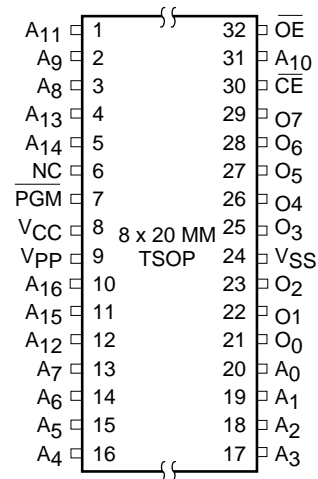 A11 1 32 OE
A9 2 31 A10
A8 3 30 CE
A13 4 29 O7
A14 5 28 O6
NC 6 27 O5
PGM 7 26 O4
VCC 8 8 x 20 MM 25 O3
VPP 9 TSOP 24 VSS
A16 10 23 O2
A15 11 22 O1
A12 12 21 O0
A7 13 20 A0
A6 14 19 A1
A5 15 18 A2
A4 16 17 A3